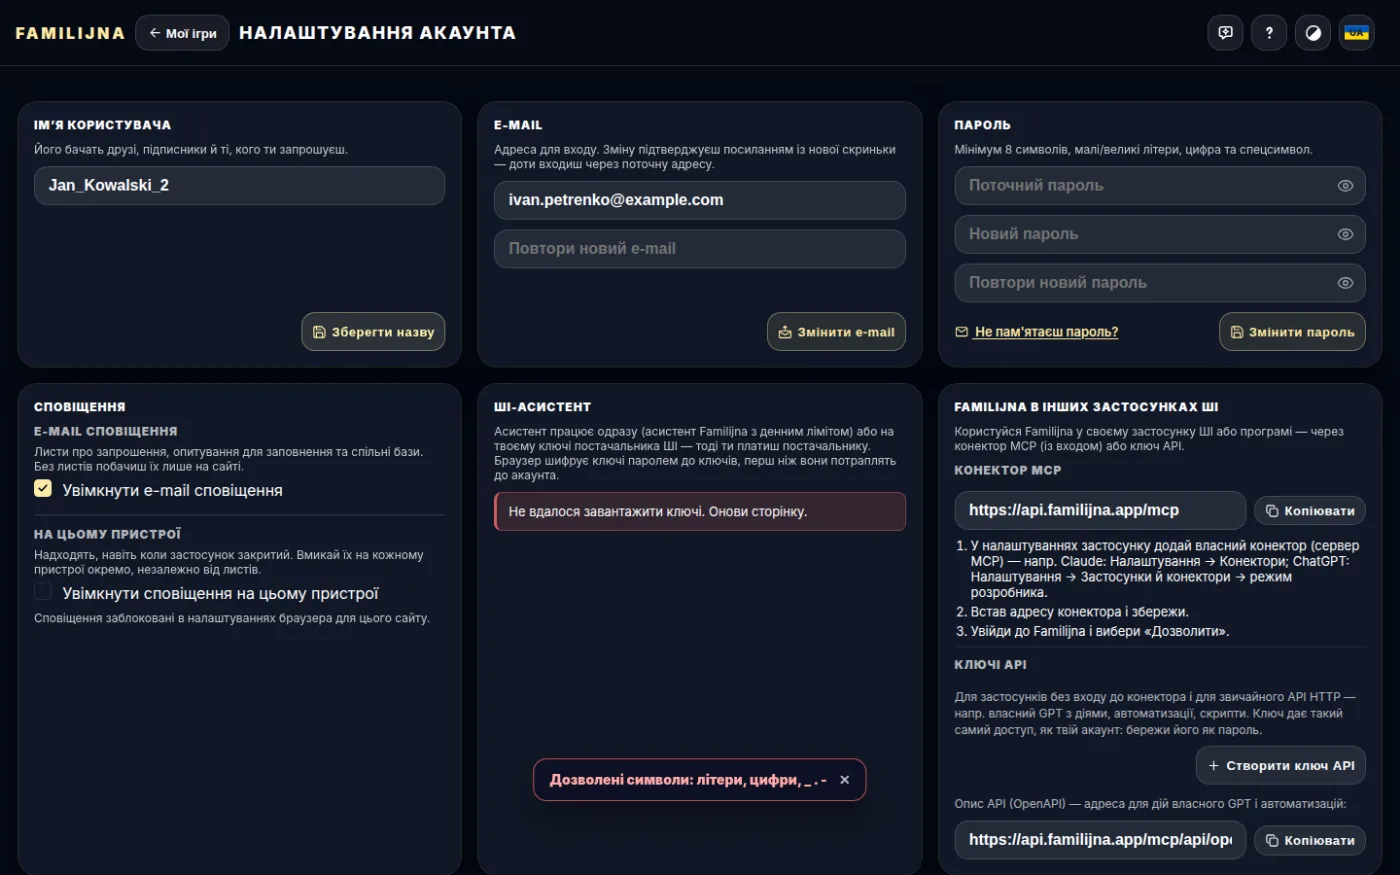 FAMILIJNA
← Мої ігри
НАЛАШТУВАННЯ АКАУНТА
?
UA
ІМ’Я КОРИСТУВАЧА
Його бачать друзі, підписники й ті, кого ти запрошуєш.
Jan_Kowalski_2
Зберегти назву
E-MAIL
Адреса для входу. Зміну підтверджуєш посиланням із нової скриньки
— доти входиш через поточну адресу.
ivan.petrenko@example.com
Повтори новий e-mail
Змінити e-mail
ПАРОЛЬ
Мінімум 8 символів, малі/великі літери, цифра та спецсимвол.
Поточний пароль
Новий пароль
Повтори новий пароль
Не пам'ятаєш пароль?
Змінити пароль
СПОВІЩЕННЯ
E-MAIL СПОВІЩЕННЯ
Листи про запрошення, опитування для заповнення та спільні бази.
Без листів побачиш їх лише на сайті.
Увімкнути e-mail сповіщення
НА ЦЬОМУ ПРИСТРОЇ
Надходять, навіть коли застосунок закритий. Вмикай їх на кожному
пристрої окремо, незалежно від листів.
Увімкнути сповіщення на цьому пристрої
Сповіщення заблоковані в налаштуваннях браузера для цього сайту.
ШІ-АСИСТЕНТ
Асистент працює одразу (асистент Familijna з денним лімітом) або на
твоєму ключі постачальника ШІ — тоді ти платиш постачальнику.
Браузер шифрує ключі паролем до ключів, перш ніж вони потраплять
до акаунта.
Не вдалося завантажити ключі. Онови сторінку.
Дозволені символи: літери, цифри, _ . - ×
FAMILIJNA В ІНШИХ ЗАСТОСУНКАХ ШІ
Користуйся Familijna у своєму застосунку ШІ або програмі — через
конектор MCP (із входом) або ключ API.
КОНЕКТОР MCP
https://api.familijna.app/mcp
Копіювати
1. У налаштуваннях застосунку додай власний конектор (сервер
MCP) — напр. Claude: Налаштування → Конектори; ChatGPT:
Налаштування → Застосунки й конектори → режим
розробника.
2. Встав адресу конектора і збережи.
3. Увійди до Familijna і вибери «Дозволити».
КЛЮЧІ API
Для застосунків без входу до конектора і для звичайного API HTTP —
напр. власний GPT з діями, автоматизації, скрипти. Ключ дає такий
самий доступ, як твій акаунт: бережи його як пароль.
+ Створити ключ API
Опис API (OpenAPI) — адреса для дій власного GPT і автоматизацій:
https://api.familijna.app/mcp/api/ope
Копіювати